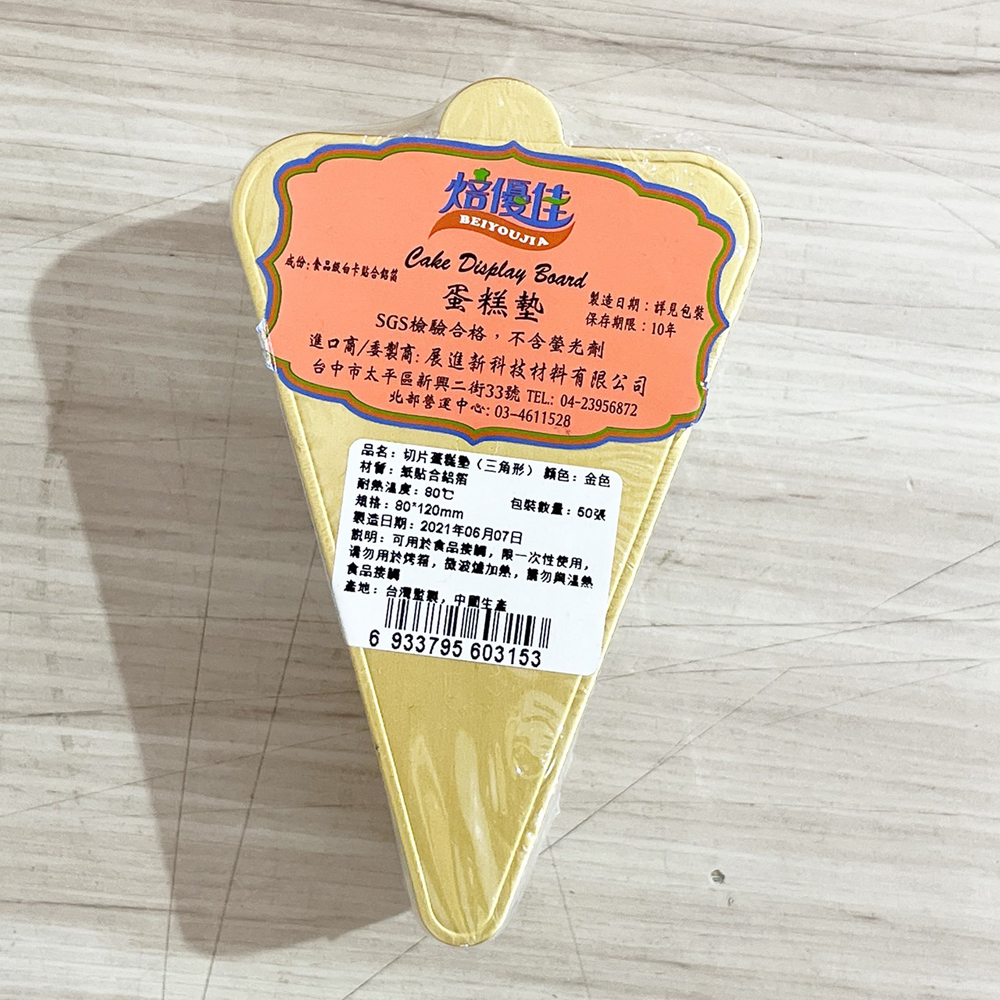 焙優佳
BEIYOUJIA
Cake Display Board
成份:食品級白卡貼合鋁箔
蛋糕墊
製造日期：詳見包裝
保存期限：10年
SGS檢驗合格，不含螢光劑
進口商/委製商: 展進新科技材料有限公司
台中市太平區新興二街33號 TEL.: 04-23956872
北部營運中心: 03-4611528
品名：切片蛋糕墊（三角形） 顏色：金色
材質：紙貼合鋁箔
耐熱溫度：80℃ 包裝數量：50張
規格：80*120mm
製造日期：2021年06月07日
説明：可用於食品接觸，限一次性使用，
请勿用於烤箱，微波爐加熱，請勿與溫熱
食品接觸
產地：台灣監製，中國生產
6 933795 603153